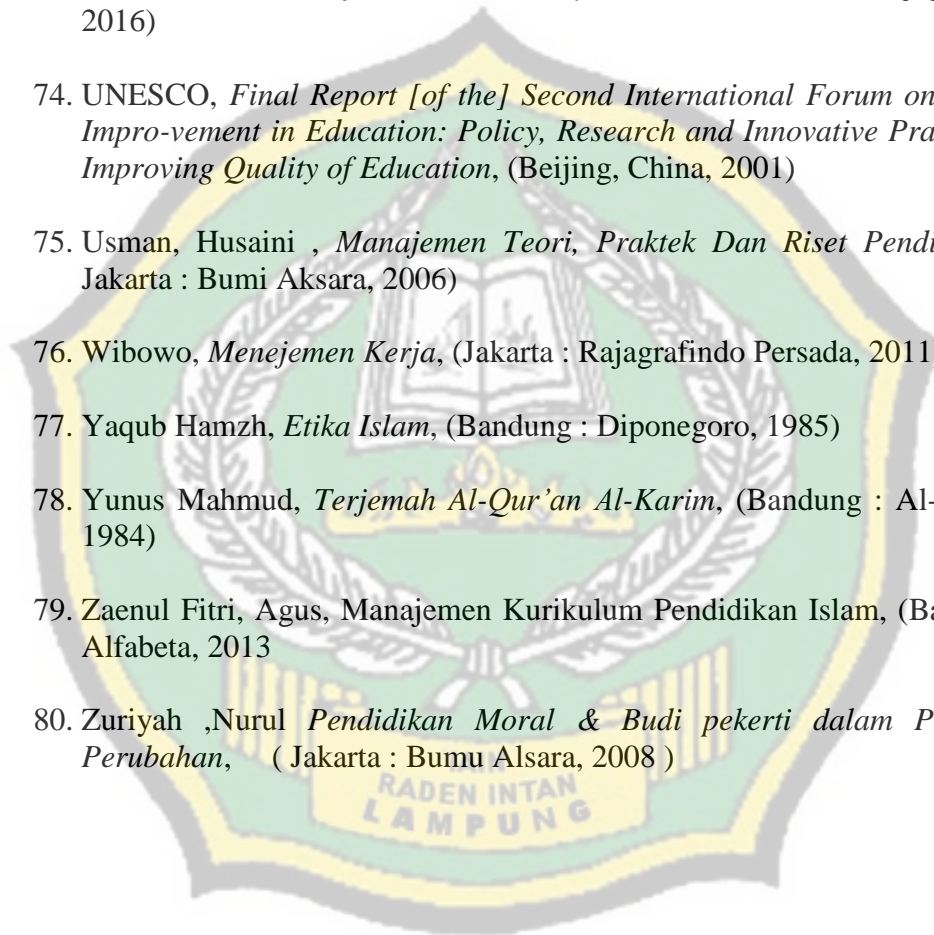 2016)
74. UNESCO, Final Report [of the] Second International Forum on
Impro-vement in Education: Policy, Research and Innovative
Improving Quality of Education, (Beijing, China, 2001)
75. Usman, Husaini , Manajemen Teori, Praktek Dan Riset
Jakarta : Bumi Aksara, 2006)
76. Wibowo, Menejemen Kerja, (Jakarta : Rajagrafindo Persada, 2011
77. Yaqub Hamzh, Etika Islam, (Bandung : Diponegoro, 1985)
78. Yunus Mahmud, Terjemah Al-Qur’an Al-Karim, (Bandung : Al-
1984)
79. Zaenul Fitri, Agus, Manajemen Kurikulum Pendidikan Islam,
Alfabeta, 2013
80. Zuriyah ,Nurul Pendidikan Moral & Budi pekerti dalam
Perubahan, ( Jakarta : Bumu Alsara, 2008 )
IAIN
RADEN INTAN
LAMPUNG